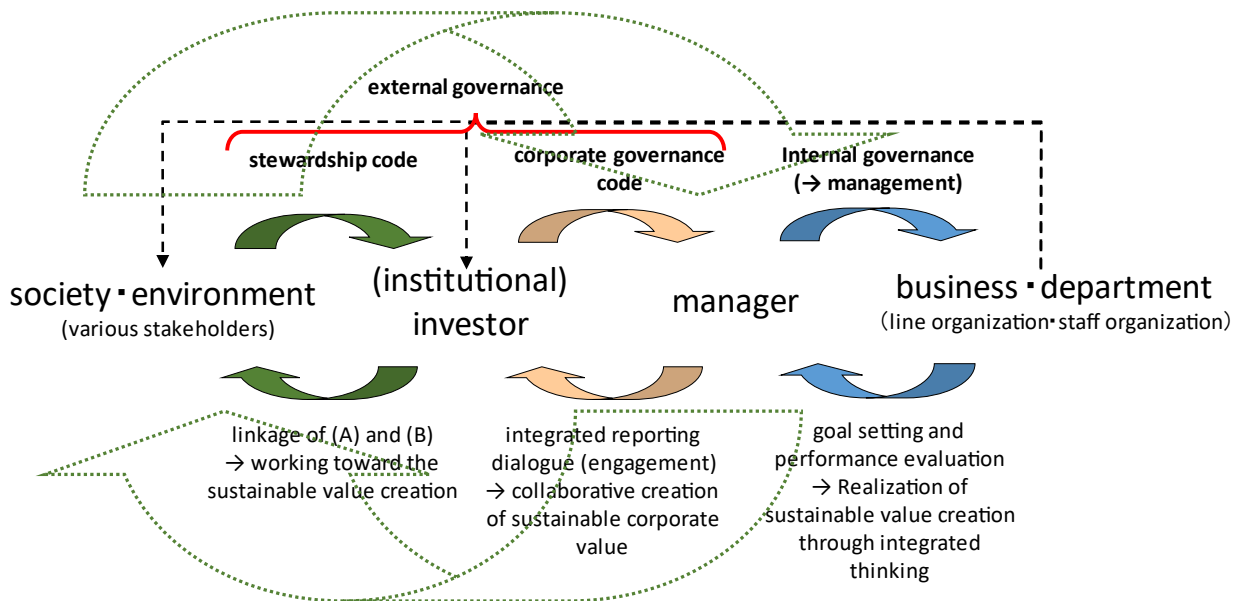 external governance
stewardship code
corporate governance
code
Internal governance
(→ management)
society・environment
(various stakeholders)
(institutional)
investor
manager
business・department
(line organization・staff organization)
linkage of (A) and (B)
→ working toward the
sustainable value creation
integrated reporting
dialogue (engagement)
→ collaborative creation
of sustainable corporate
value
goal setting and
performance evaluation
→ Realization of
sustainable value creation
through integrated
thinking